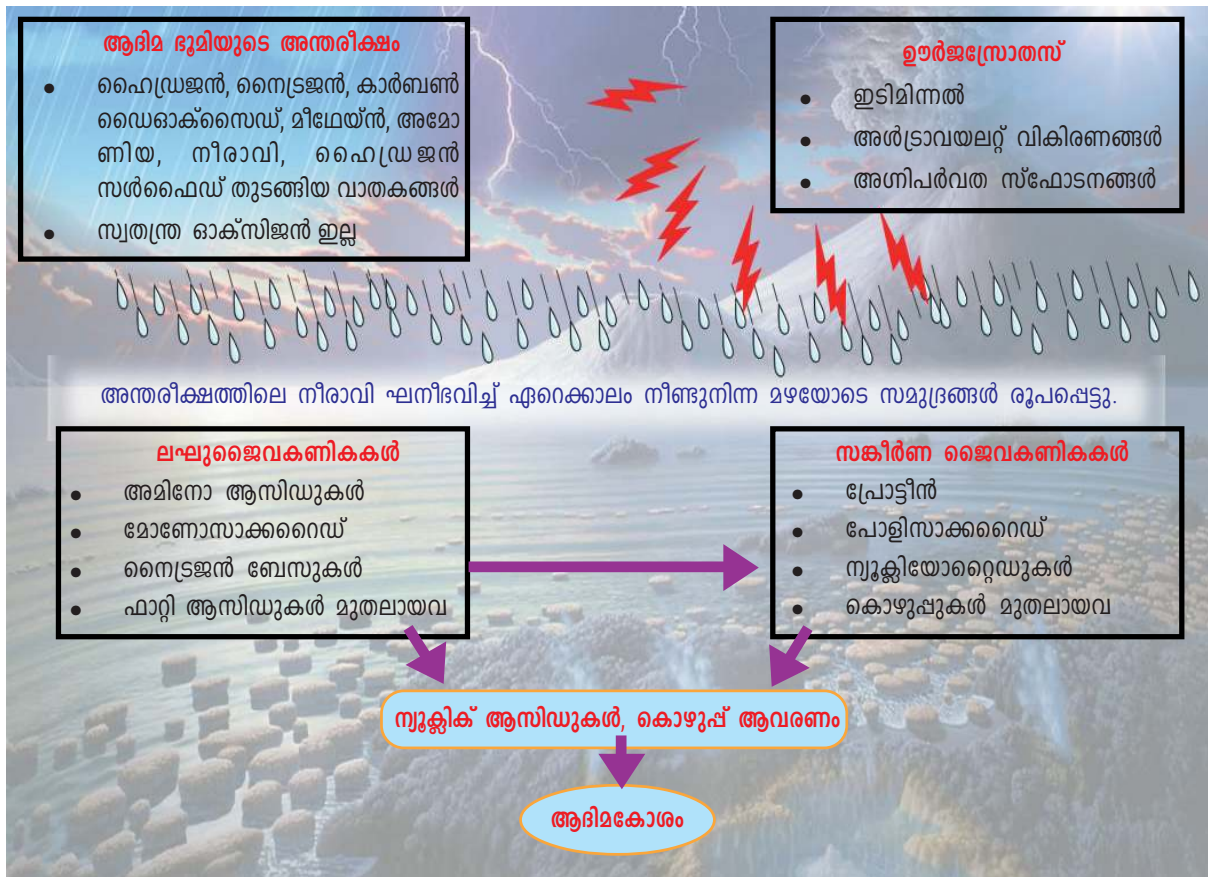 ആദിമ ഭൂമിയുടെ അന്തരീക്ഷം
• ഹൈഡ്രജൻ, നൈട്രജൻ, കാർബൺ
ഡൈഓക്സൈഡ്, മീഥേയ്ൻ, അമോ
ണിയ, നീരാവി, ഹൈഡ്രജൻ
സൾഫൈഡ് തുടങ്ങിയ വാതകങ്ങൾ
• സ്വതന്ത്ര ഓക്സിജൻ ഇല്ല
ഊർജസ്രോതസ്
• ഇടിമിന്നൽ
• അൾട്രാവയലറ്റ് വികിരണങ്ങൾ
• അഗ്നിപർവത സ്ഫോടനങ്ങൾ
അന്തരീക്ഷത്തിലെ നീരാവി ഘനീഭവിച്ച് ഏറെക്കാലം നീണ്ടുനിന്ന മഴയോടെ സമുദ്രങ്ങൾ രൂപപ്പെട്ടു.
ലഘുജൈവകണികകൾ
• അമിനോ ആസിഡുകൾ
• മോണോസാക്കറൈഡ്
• നൈട്രജൻ ബേസുകൾ
• ഫാറ്റി ആസിഡുകൾ മുതലായവ
സങ്കീർണ ജൈവകണികകൾ
• പ്രോട്ടീൻ
• പോളിസാക്കറൈഡ്
• ന്യൂക്ലിയോറ്റൈഡുകൾ
• കൊഴുപ്പുകൾ മുതലായവ
ന്യൂക്ലിക് ആസിഡുകൾ, കൊഴുപ്പ് ആവരണം
ആദിമകോശം